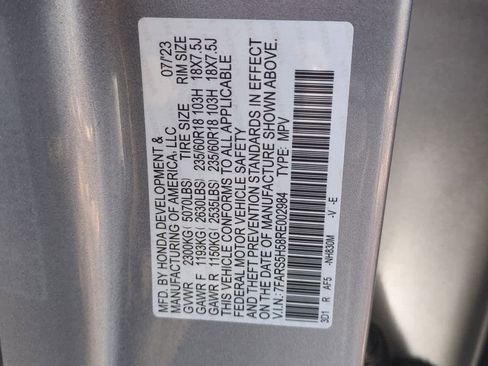 MFD. BY HONDA DEVELOPMENT & 07/'23
MANUFACTURING OF AMERICA, LLC
GVWR 2300KG ( 5070LBS) TIRE SIZE RIM SIZE
GAWR F 1193KG (2630LBS) 235/60R18 103H 18X7.5J
GAWR R 1150KG (2535LBS) 235/60R18 103H 18X7.5J
THIS VEHICLE CONFORMS TO ALL APPLICABLE
FEDERAL MOTOR VEHICLE SAFETY
AND THEFT PREVENTION STANDARDS IN EFFECT
ON THE DATE OF MANUFACTURE SHOWN ABOVE.
V.I.N: 7FARS5H58RE002984 TYPE: MPV
3D1 R AF5 -NH830M -V -E